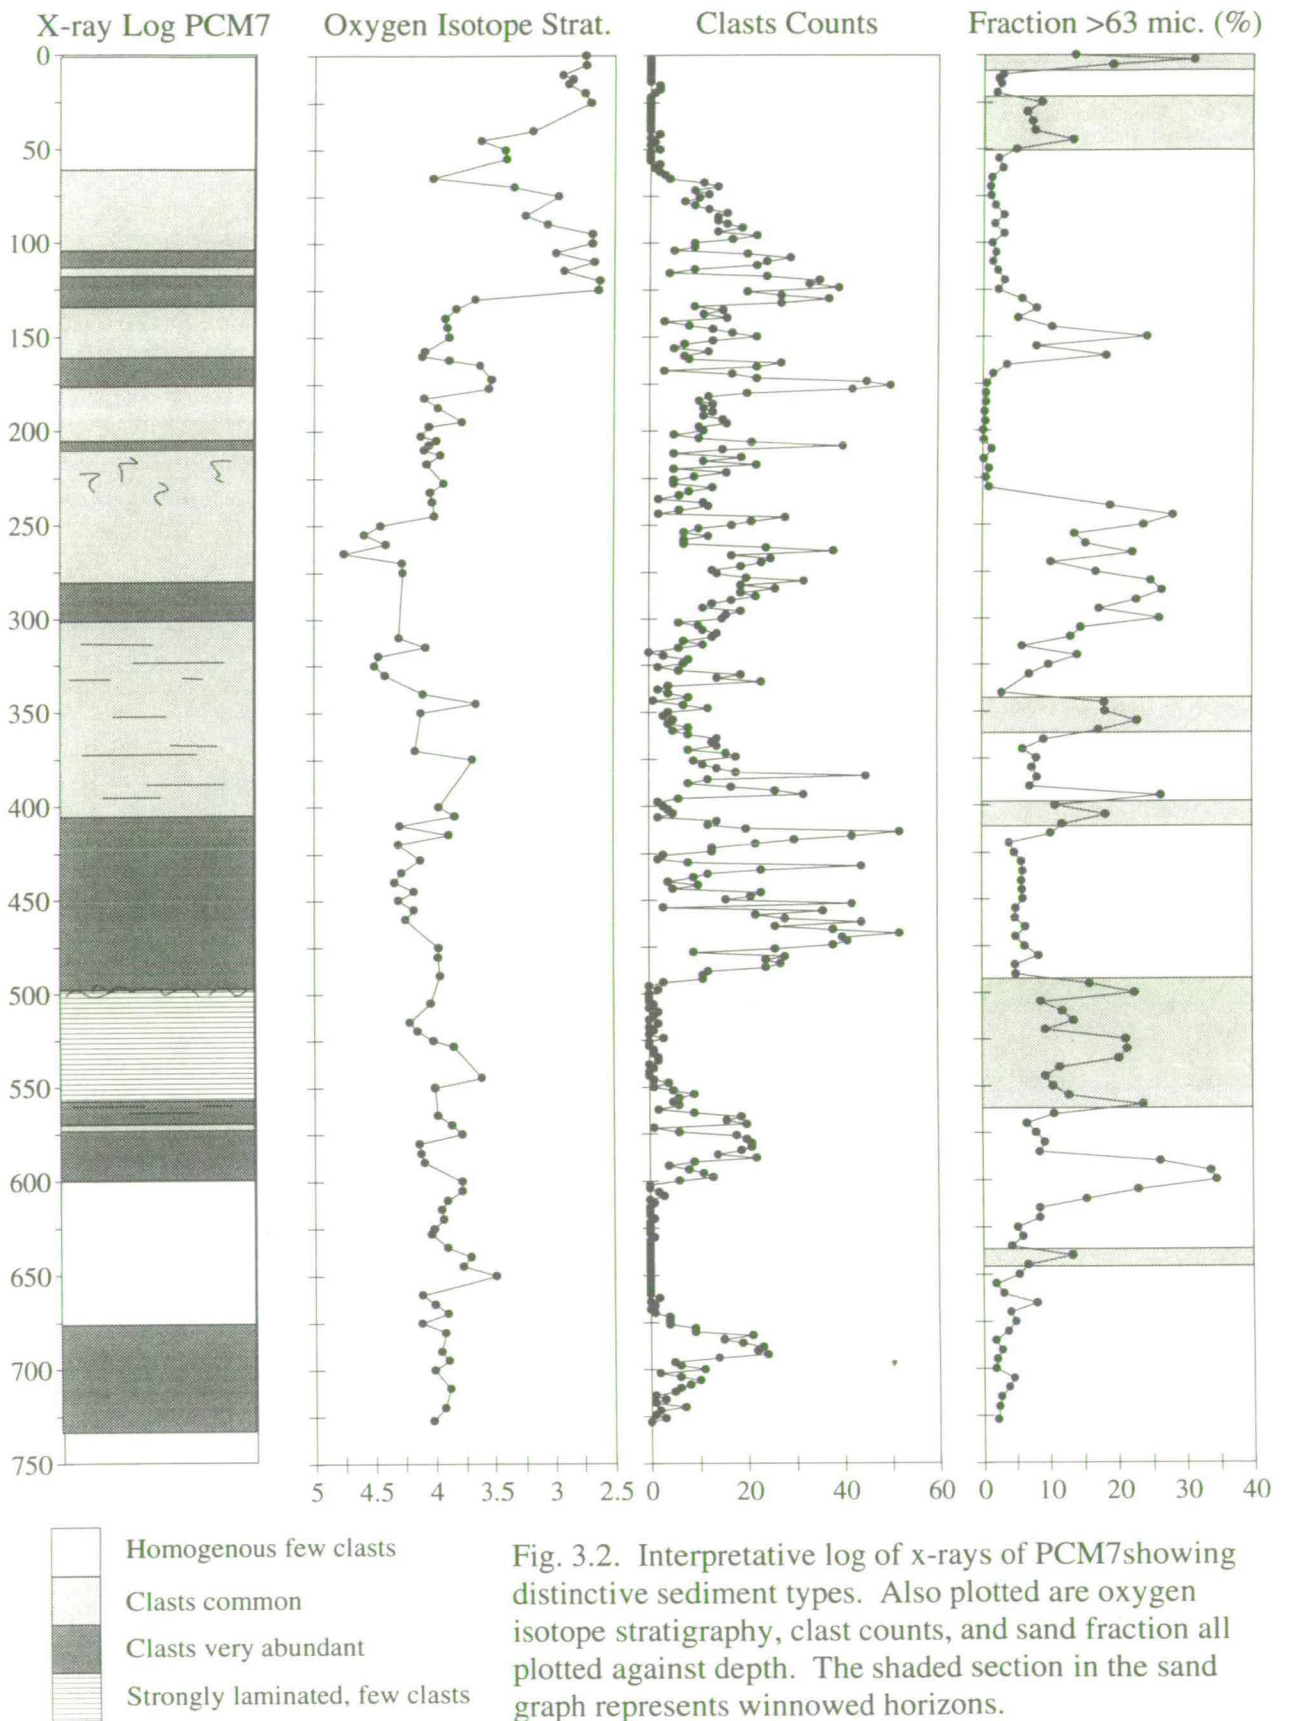 X-ray Log PCM7
Oxygen Isotope Strat.
Clasts Counts
Fraction >63 mic. (%)
0
50
100
150
200
250
300
350
400
450
500
550
600
650
700
750
5 4.5 3.5 3 2.5
0 20 40 60
0 10 20 30 40
Homogenous few clasts
Clasts common
Clasts very abundant
Strongly laminated, few clasts
Fig. 3.2. Interpretative log of x-rays of PCM7showing
distinctive sediment types. Also plotted are oxygen
isotope stratigraphy, clast counts, and sand fraction all
plotted against depth. The shaded section in the sand
graph represents winnowed horizons.